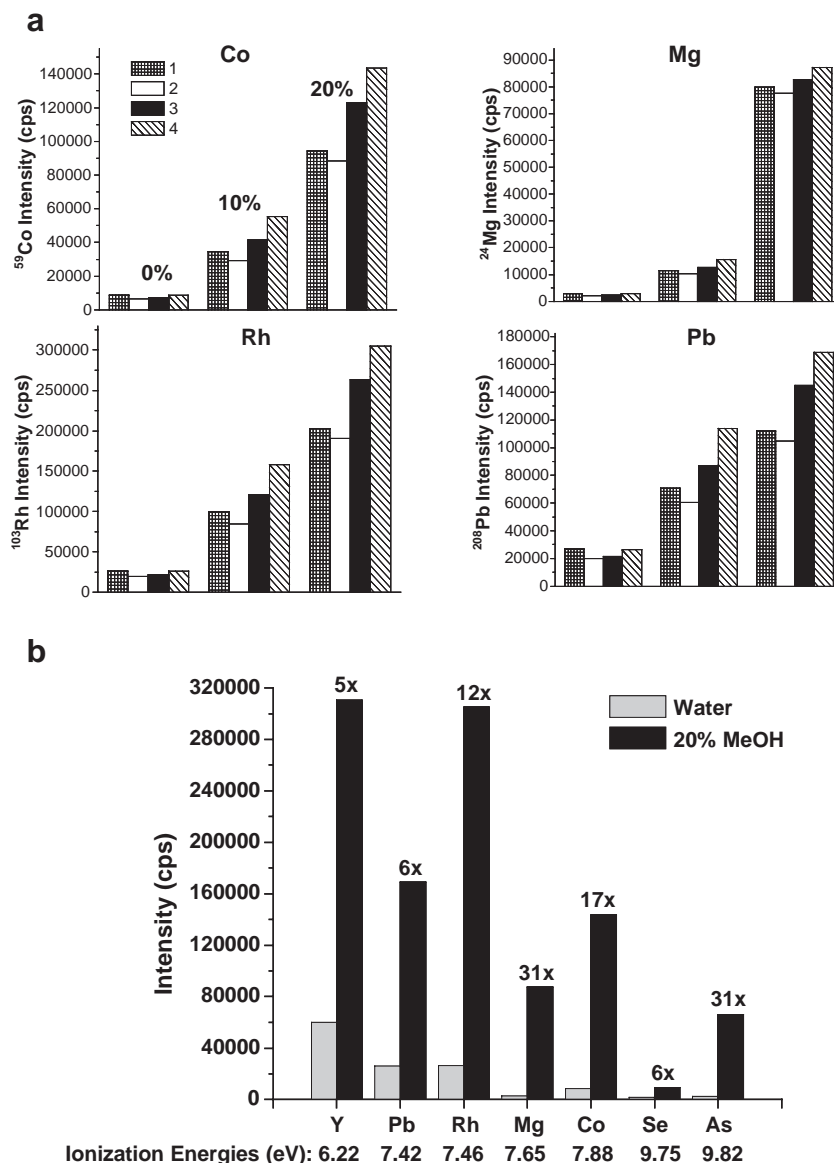 a
Co
1
2
3
4
0%
10%
20%
⁵⁹Co Intensity (cps)
140000
120000
100000
80000
60000
40000
20000
0
Mg
²⁴Mg Intensity (cps)
90000
80000
70000
60000
50000
40000
30000
20000
10000
0
Rh
¹⁰³Rh Intensity (cps)
300000
250000
200000
150000
100000
50000
0
Pb
²⁰⁸Pb Intensity (cps)
180000
160000
140000
120000
100000
80000
60000
40000
20000
0
b
Intensity (cps)
320000
280000
240000
200000
160000
120000
80000
40000
0
Water
20% MeOH
5x
6x
12x
31x
17x
6x
31x
Y Pb Rh Mg Co Se As
Ionization Energies (eV): 6.22 7.42 7.46 7.65 7.88 9.75 9.82